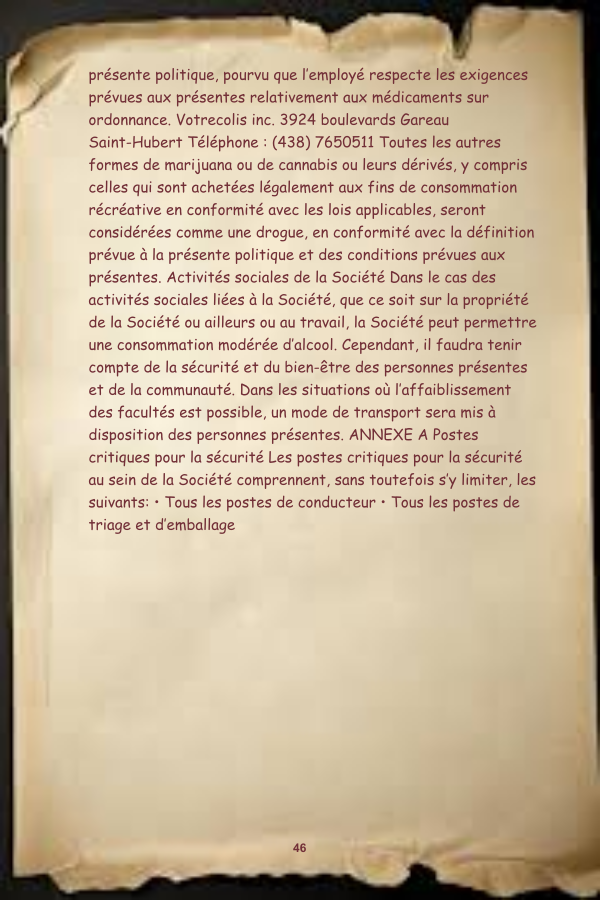 présente politique, pourvu que l'employé respecte les exigences
prévues aux présentes relativement aux médicaments sur
ordonnance. Votrecolis inc. 3924 boulevards Gareau
Saint-Hubert Téléphone : (438) 7650511 Toutes les autres
formes de marijuana ou de cannabis ou leurs dérivés, y compris
celles qui sont achetées légalement aux fins de consommation
récréative en conformité avec les lois applicables, seront
considérées comme une drogue, en conformité avec la définition
prévue à la présente politique et des conditions prévues aux
présentes. Activités sociales de la Société Dans le cas des
activités sociales liées à la Société, que ce soit sur la propriété
de la Société ou ailleurs ou au travail, la Société peut permettre
une consommation modérée d'alcool. Cependant, il faudra tenir
compte de la sécurité et du bien-être des personnes présentes
et de la communauté. Dans les situations où l'affaiblissement
des facultés est possible, un mode de transport sera mis à
disposition des personnes présentes. ANNEXE A Postes
critiques pour la sécurité Les postes critiques pour la sécurité
au sein de la Société comprennent, sans toutefois s'y limiter, les
suivants: • Tous les postes de conducteur • Tous les postes de
triage et d'emballage
46